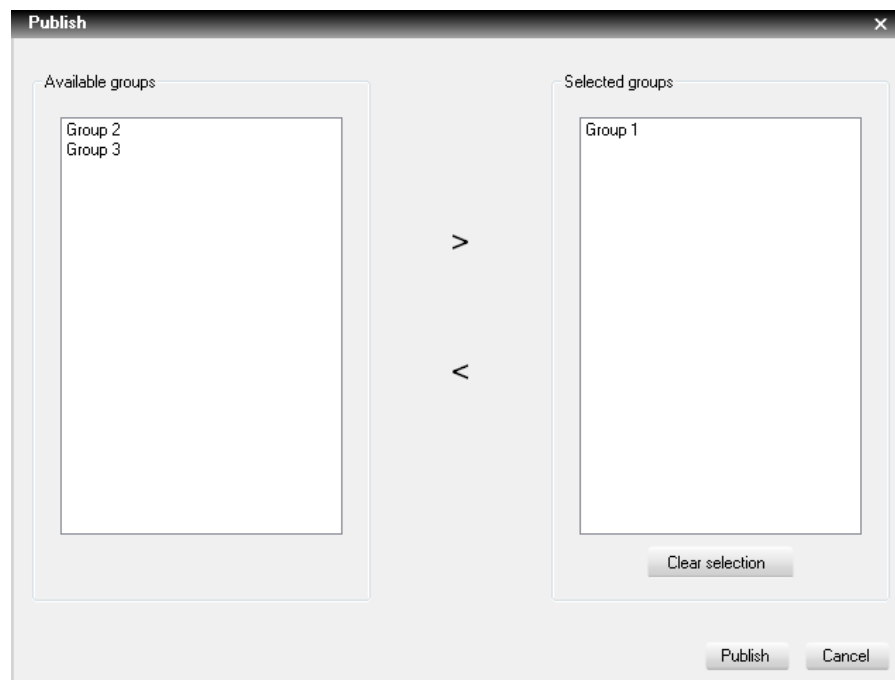 Publish
Available groups
Group 2
Group 3
>
<
Selected groups
Group 1
Clear selection
Publish
Cancel